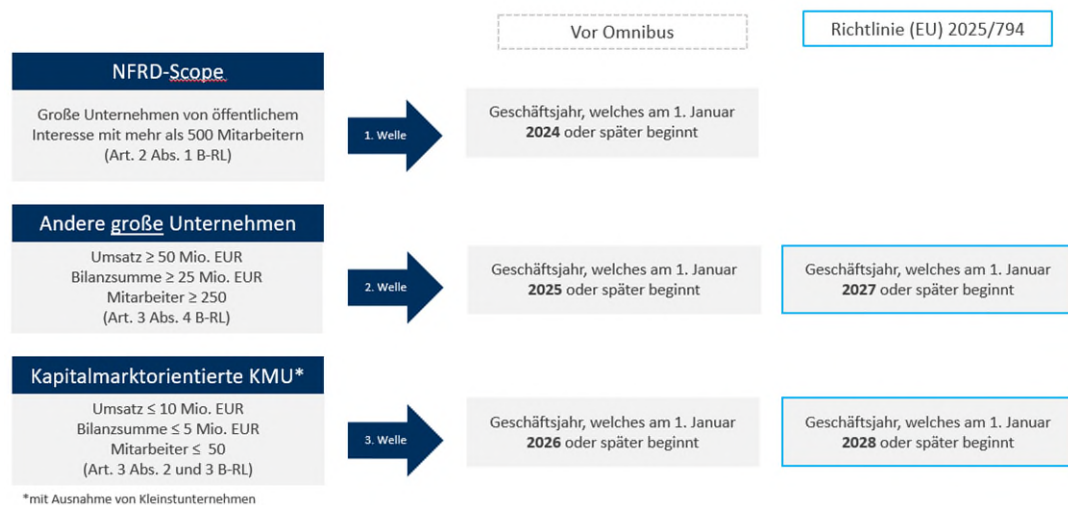 Vor Omnibus
Richtlinie (EU) 2025/794
NFRD-Scope
Große Unternehmen von öffentlichem
Interesse mit mehr als 500 Mitarbeitern
(Art. 2 Abs. 1 B-RL)
1. Welle
Geschäftsjahr, welches am 1. Januar
2024 oder später beginnt
Andere große Unternehmen
Umsatz ≥ 50 Mio. EUR
Bilanzsumme ≥ 25 Mio. EUR
Mitarbeiter ≥ 250
(Art. 3 Abs. 4 B-RL)
2. Welle
Geschäftsjahr, welches am 1. Januar
2025 oder später beginnt
Geschäftsjahr, welches am 1. Januar
2027 oder später beginnt
Kapitalmarktorientierte KMU*
Umsatz ≤ 10 Mio. EUR
Bilanzsumme ≤ 5 Mio. EUR
Mitarbeiter ≤ 50
(Art. 3 Abs. 2 und 3 B-RL)
3. Welle
Geschäftsjahr, welches am 1. Januar
2026 oder später beginnt
Geschäftsjahr, welches am 1. Januar
2028 oder später beginnt
*mit Ausnahme von Kleinstunternehmen